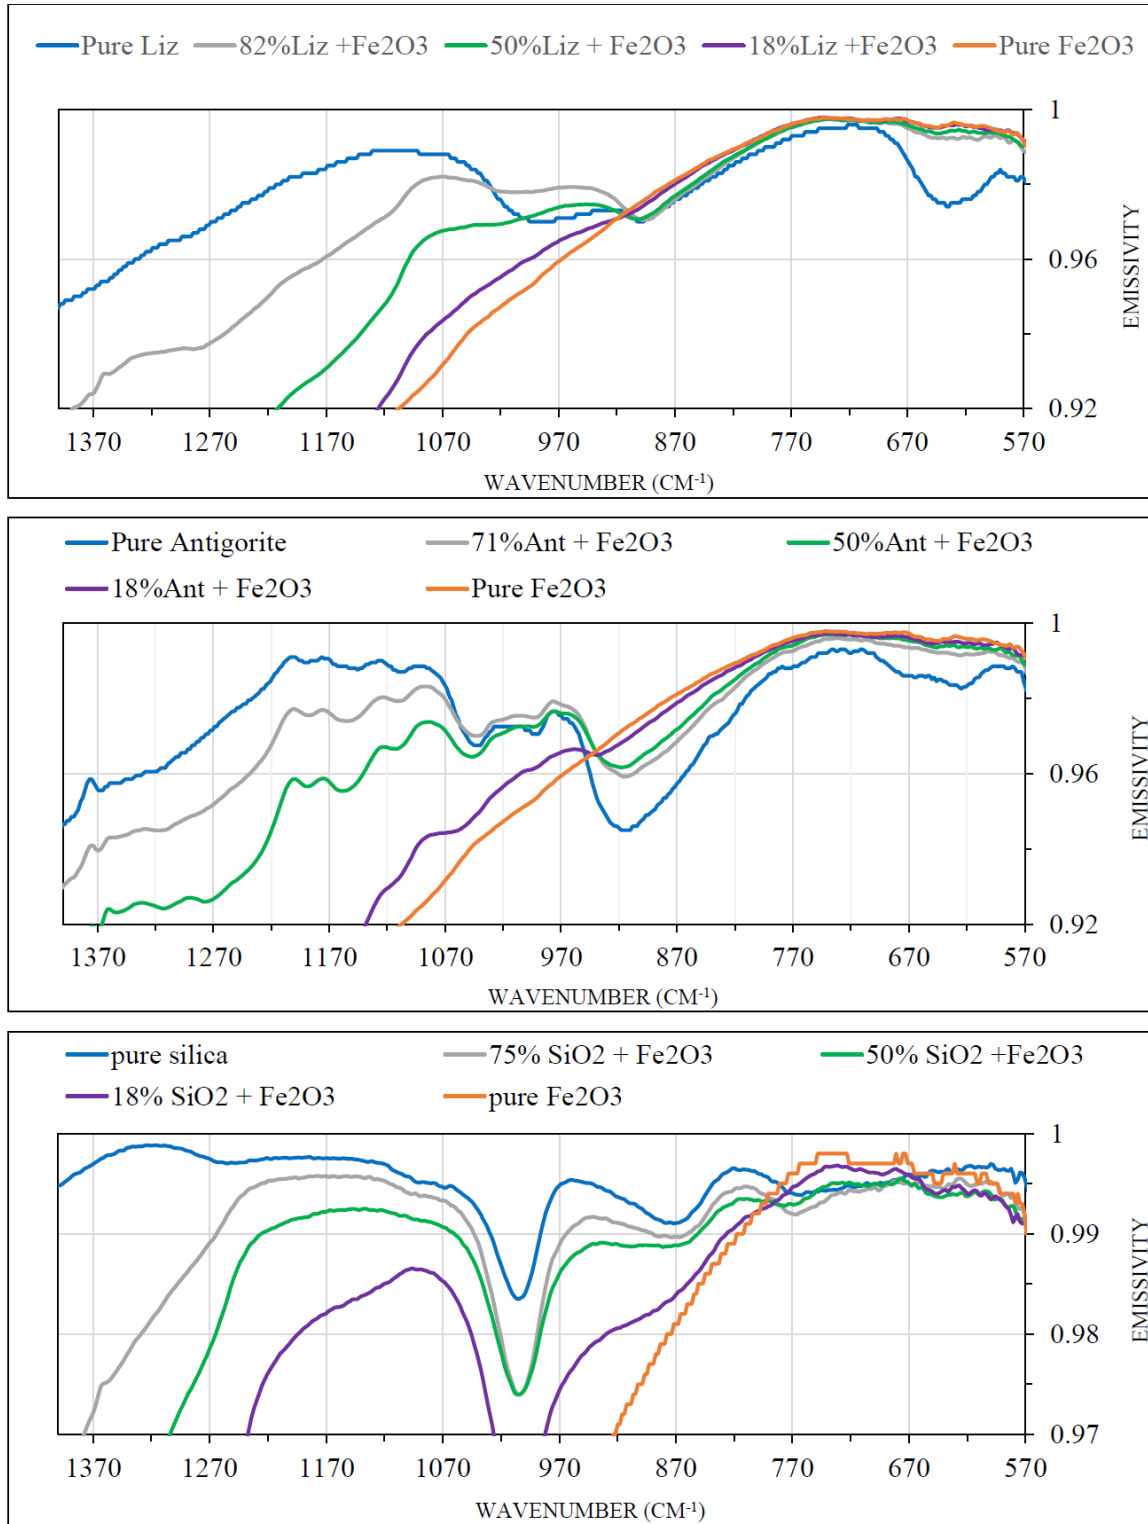 Pure Liz 82%Liz +Fe2O3 50%Liz + Fe2O3 18%Liz +Fe2O3 Pure Fe2O3
1
0.96
0.92
EMISSIVITY
1370 1270 1170 1070 970 870 770 670 570
WAVENUMBER (CM⁻¹)
Pure Antigorite 71%Ant + Fe2O3 50%Ant + Fe2O3
18%Ant + Fe2O3 Pure Fe2O3
1
0.96
0.92
EMISSIVITY
1370 1270 1170 1070 970 870 770 670 570
WAVENUMBER (CM⁻¹)
pure silica 75% SiO2 + Fe2O3 50% SiO2 +Fe2O3
18% SiO2 + Fe2O3 pure Fe2O3
1
0.99
0.98
0.97
EMISSIVITY
1370 1270 1170 1070 970 870 770 670 570
WAVENUMBER (CM⁻¹)